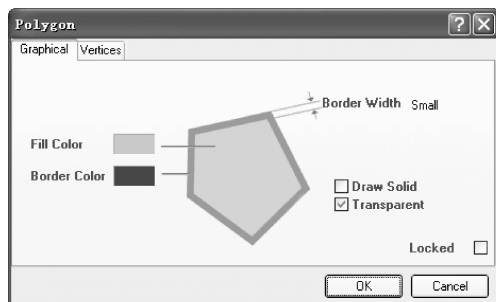 Polygon
Graphical Vertices
Border Width Small
Fill Color
Border Color
Draw Solid
Transparent
Locked
OK Cancel